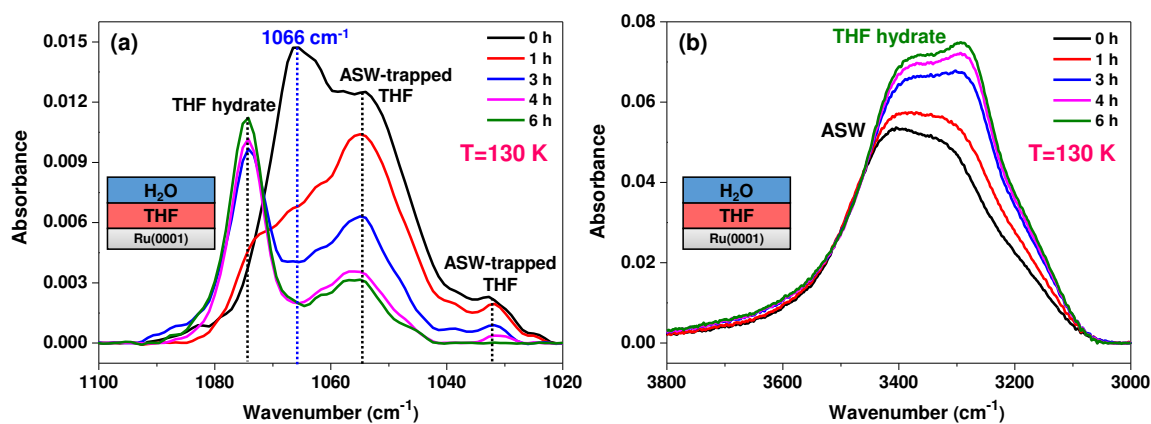 (a)
1066 cm-1
0 h
1 h
3 h
4 h
6 h
ASW-trapped
THF
THF hydrate
T=130 K
H2O
THF
Ru(0001)
ASW-trapped
THF
0.015
0.012
0.009
0.006
0.003
0.000
Absorbance
1100
1080
1060
1040
1020
Wavenumber (cm-1)
(b)
THF hydrate
0 h
1 h
3 h
4 h
6 h
ASW
T=130 K
H2O
THF
Ru(0001)
0.08
0.06
0.04
0.02
0.00
Absorbance
3800
3600
3400
3200
3000
Wavenumber (cm-1)